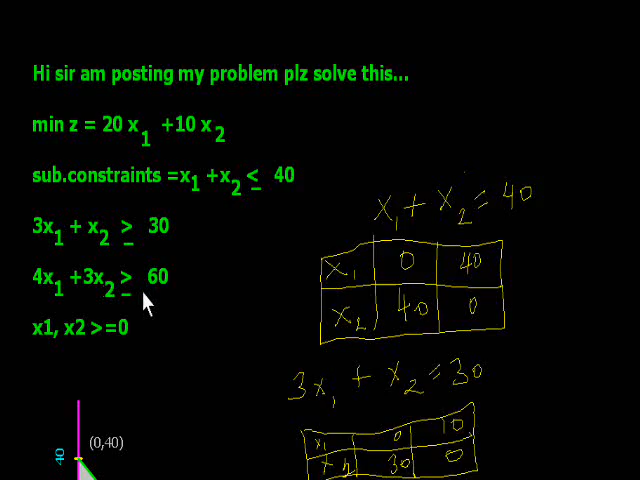 Hi sir am posting my problem plz solve this...
min z = 20 x1 +10 x2
sub.constraints =x1 +x2 ≤ 40
3x1 + x2 ≥ 30
4x1 +3x2 ≥ 60
x1, x2 >=0
x1 + x2 = 40
x1 0 40
x2 40 0
3x1 + x2 = 30
x1 0 10
30 0
40
(0,40)